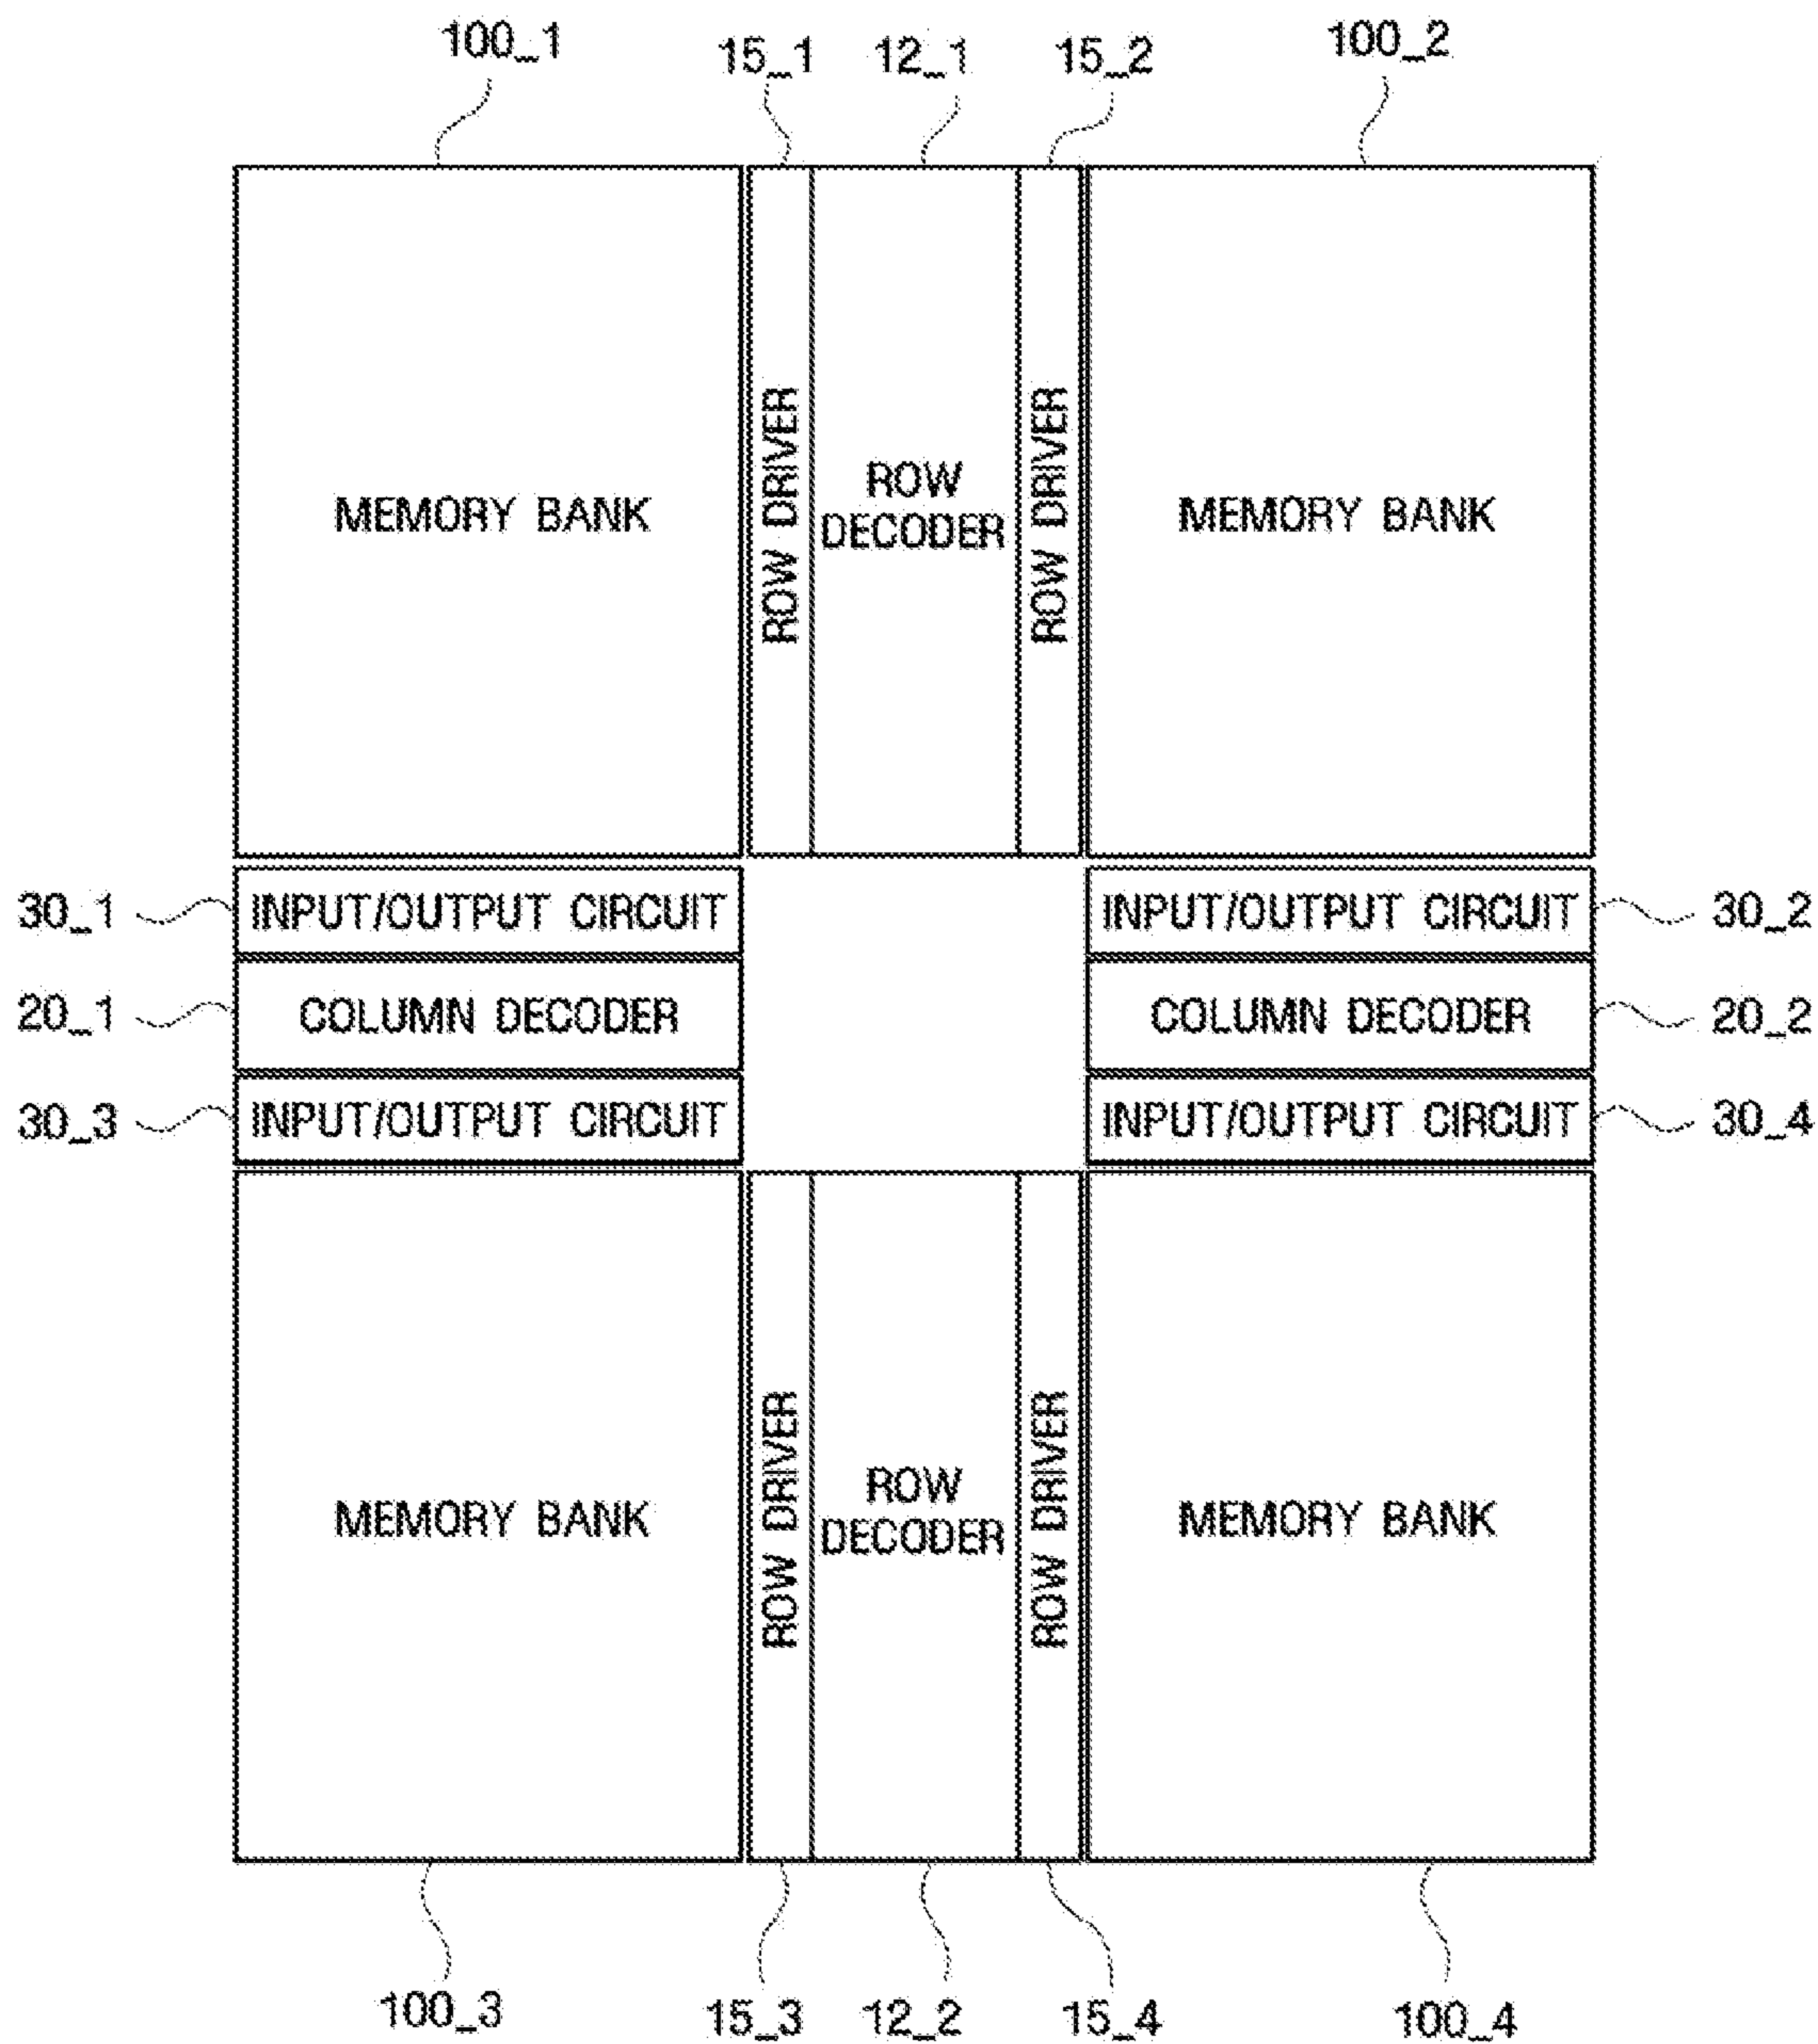 100_1 15_1 12_1 15_2 100_2
MEMORY BANK
ROW DRIVER
ROW
DECODER
ROW DRIVER
MEMORY BANK
30_1 INPUT/OUTPUT CIRCUIT INPUT/OUTPUT CIRCUIT 30_2
20_1 COLUMN DECODER COLUMN DECODER 20_2
30_3 INPUT/OUTPUT CIRCUIT INPUT/OUTPUT CIRCUIT 30_4
MEMORY BANK
ROW DRIVER
ROW
DECODER
ROW DRIVER
MEMORY BANK
100_3 15_3 12_2 15_4 100_4